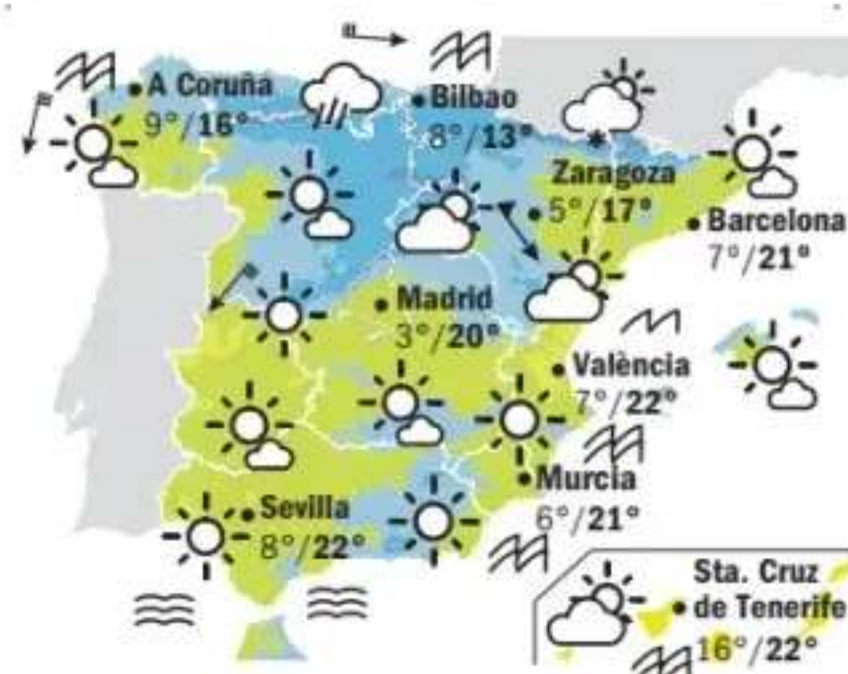 A Coruña
9°/16°
Bilbao
8°/13°
Zaragoza
5°/17°
Barcelona
7°/21°
Madrid
3°/20°
València
7°/22°
Murcia
6°/21°
Sevilla
8°/22°
Sta. Cruz
de Tenerife
16°/22°